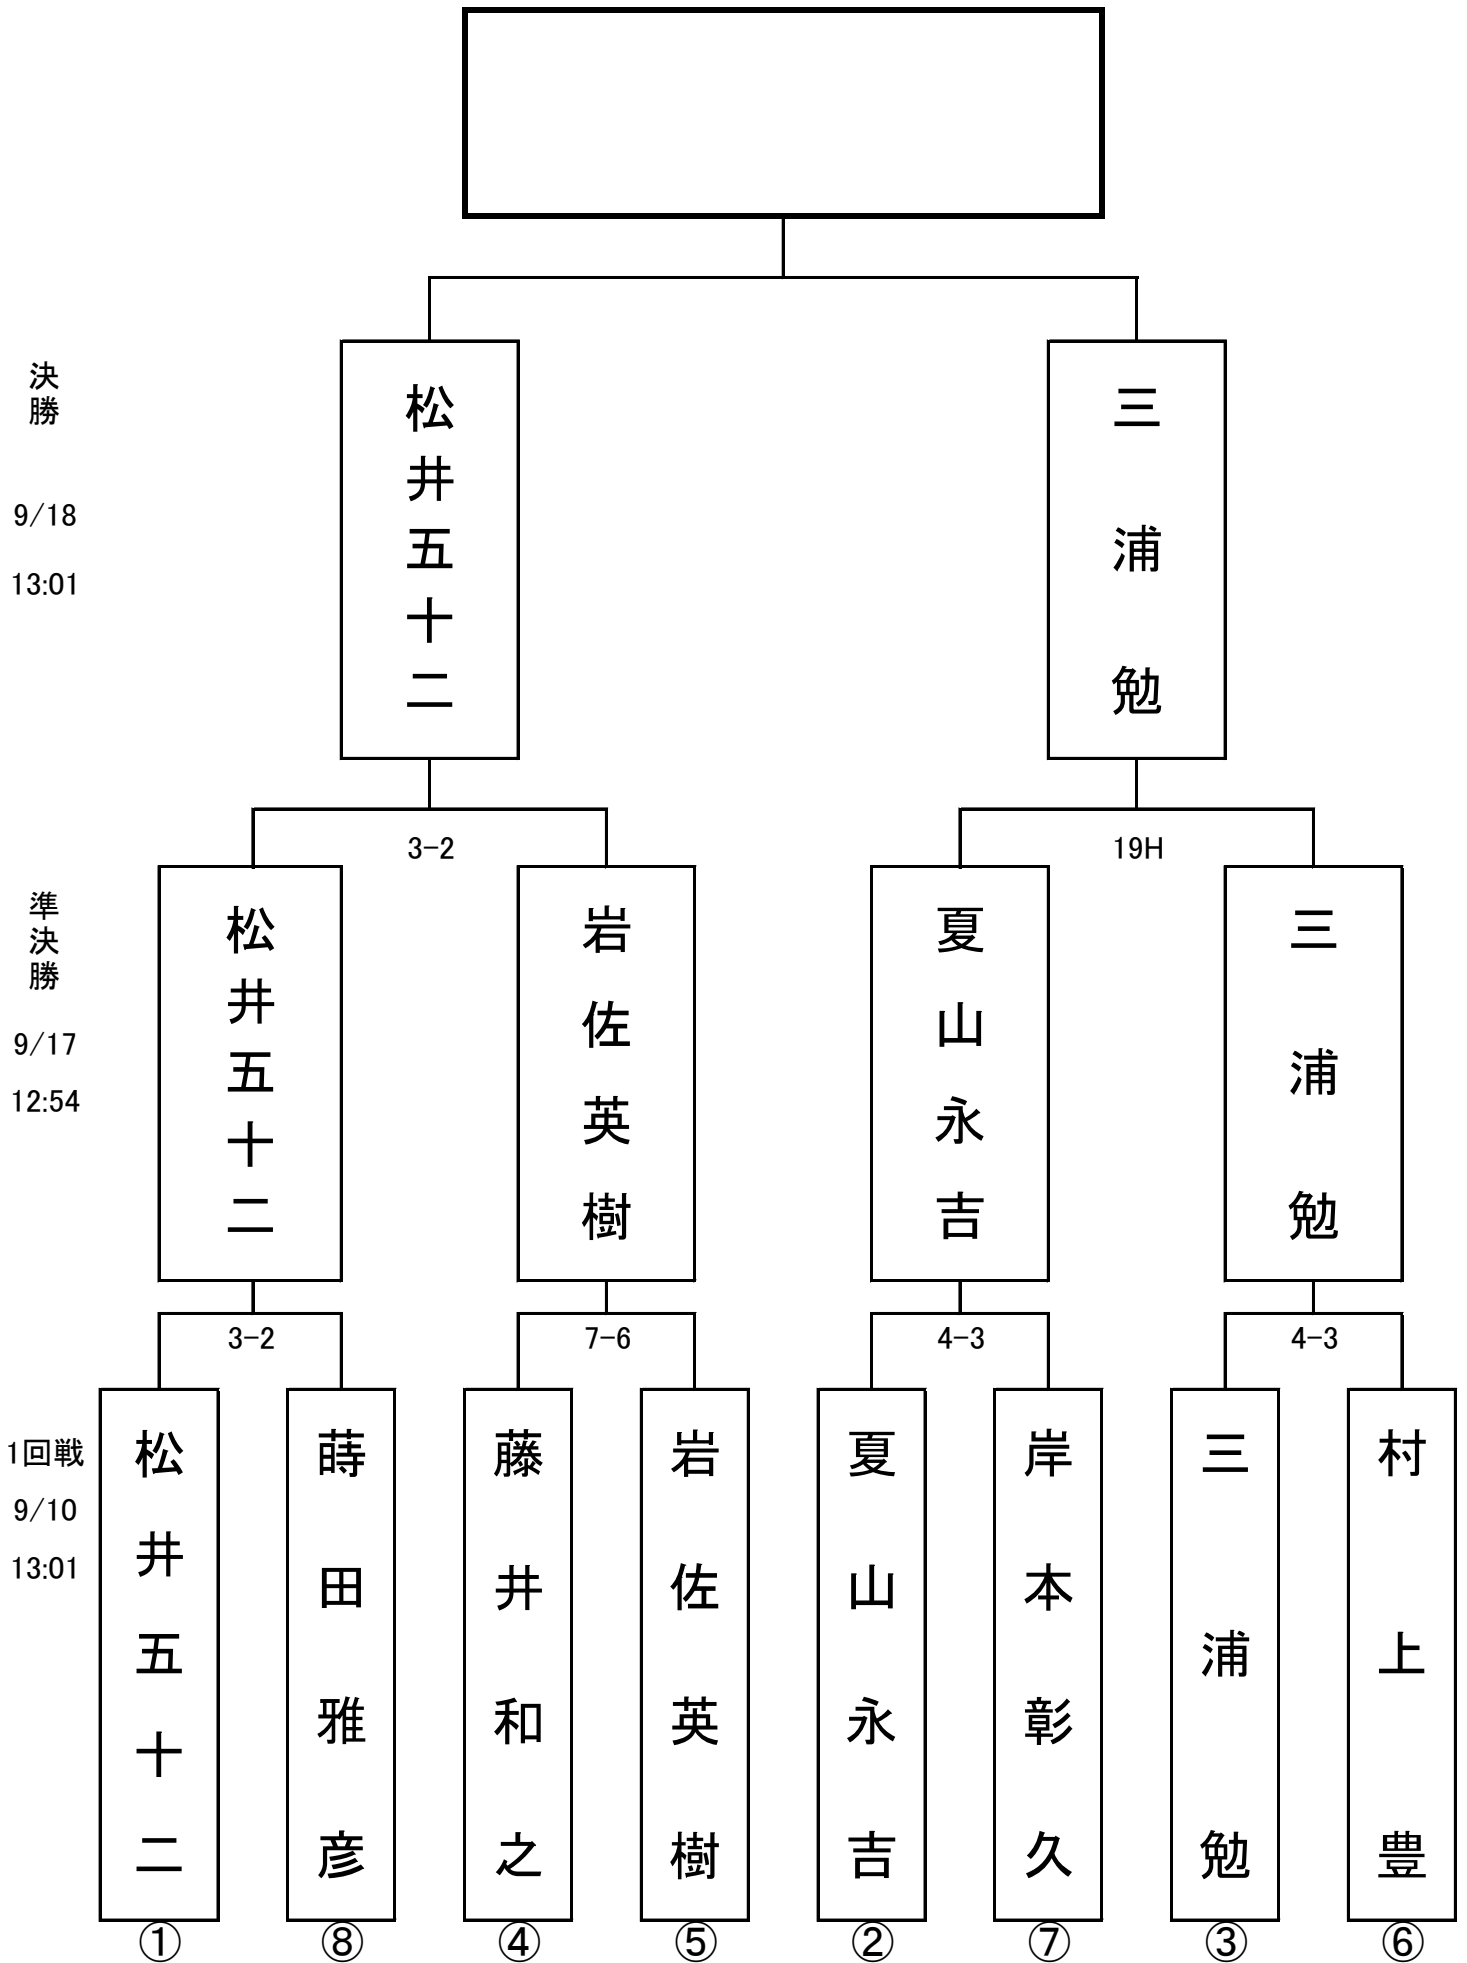 決勝
9/18
13:01
松井五十二
三浦勉
3-2
19H
準決勝
9/17
12:54
松井五十二
岩佐英樹
夏山永吉
三浦勉
3-2
7-6
4-3
4-3
1回戦
9/10
13:01
松井五十二
蒔田雅彦
藤井和之
岩佐英樹
夏山永吉
岸本彰久
三浦勉
村上豊
①
⑧
④
⑤
②
⑦
③
⑥